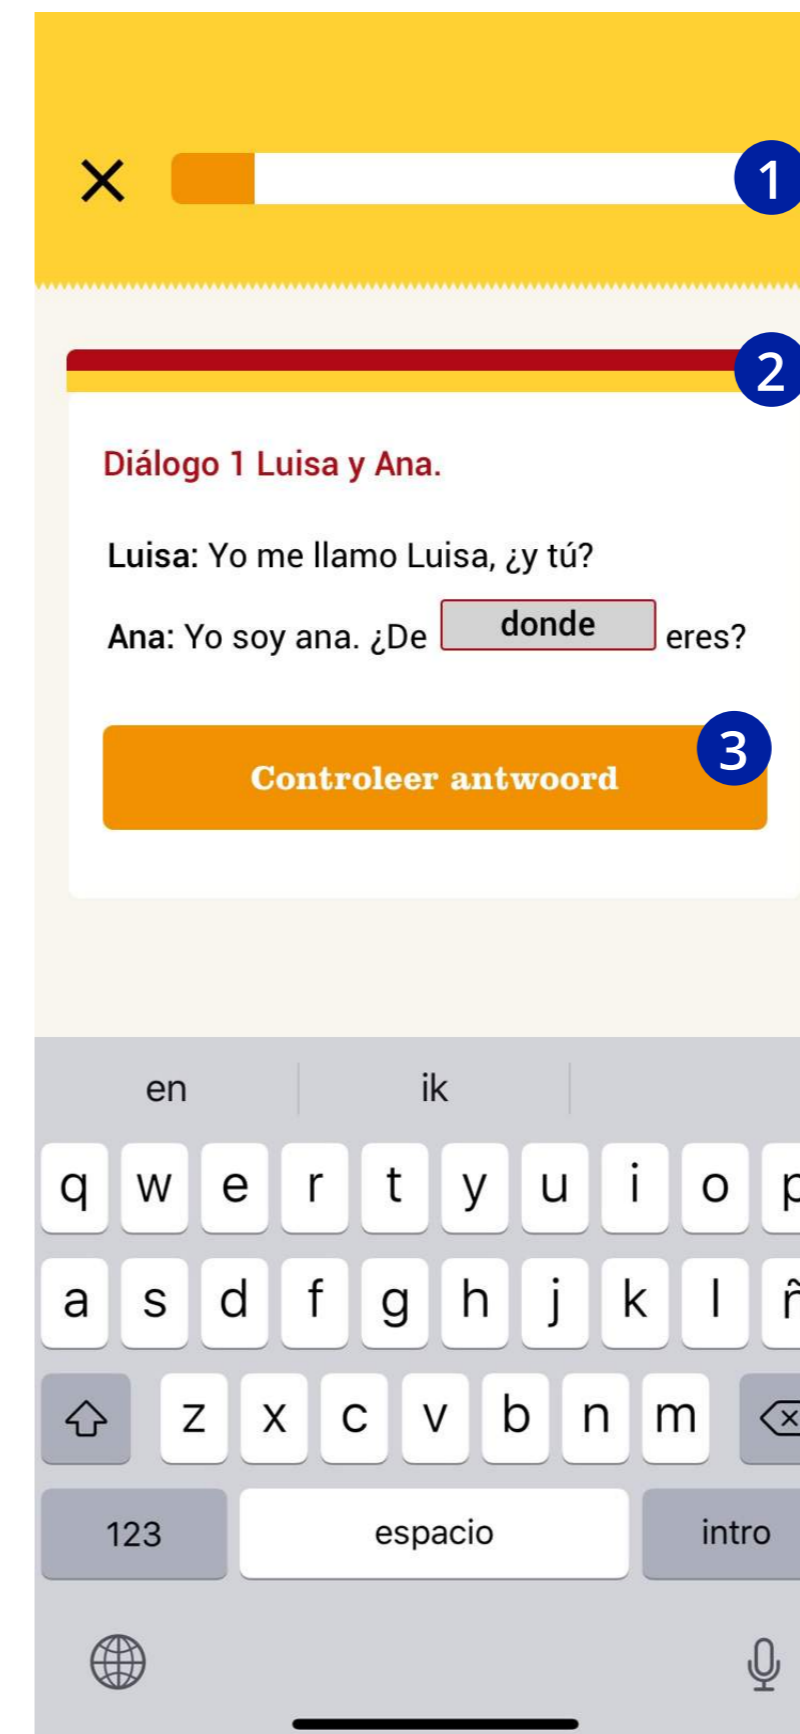 1
2
Diálogo 1 Luisa y Ana.
Luisa: Yo me llamo Luisa, ¿y tú?
Ana: Yo soy ana. ¿De donde eres?
3
Controleer antwoord
en ik
q w e r t y u i o p
a s d f g h j k l ñ
z x c v b n m
123 espacio intro